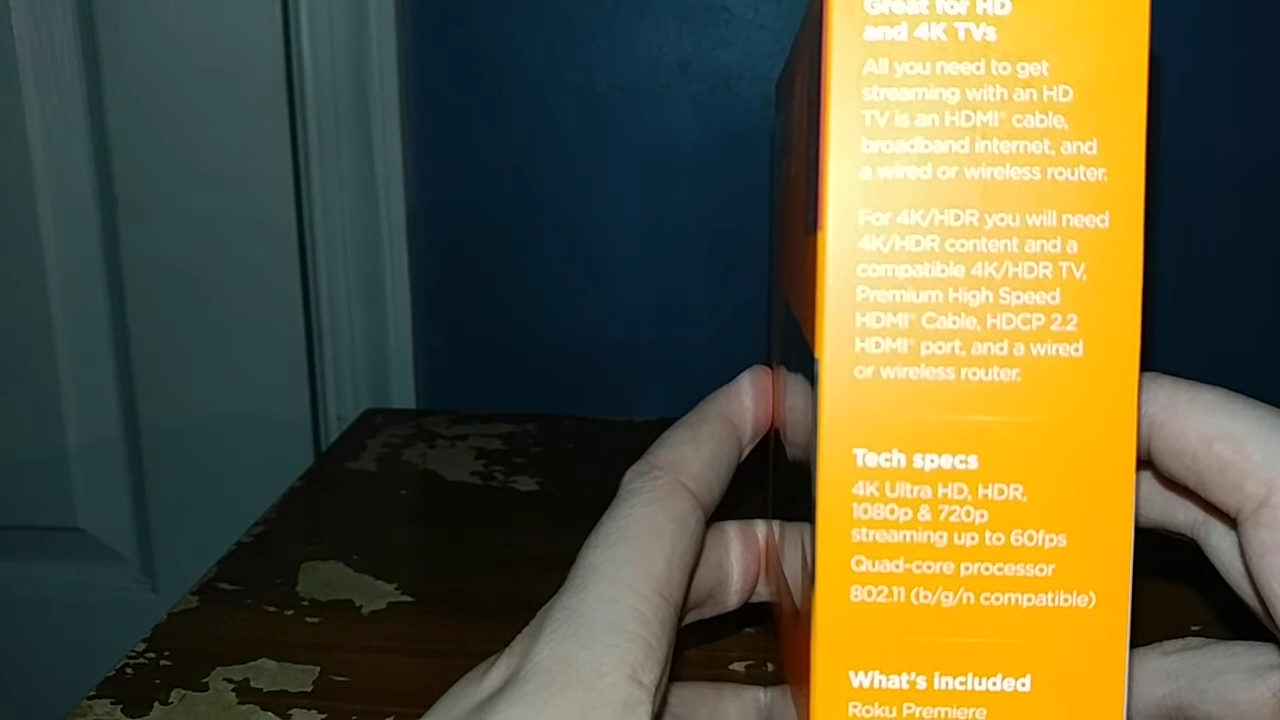 Great for HD
and 4K TVs
All you need to get
streaming with an HD
TV is an HDMI® cable,
broadband internet, and
a wired or wireless router.
For 4K/HDR you will need
4K/HDR content and a
compatible 4K/HDR TV,
Premium High Speed
HDMI® Cable, HDCP 2.2
HDMI® port, and a wired
or wireless router.
Tech specs
4K Ultra HD, HDR,
1080p & 720p
streaming up to 60fps
Quad-core processor
802.11 (b/g/n compatible)
What's included
Roku Premiere